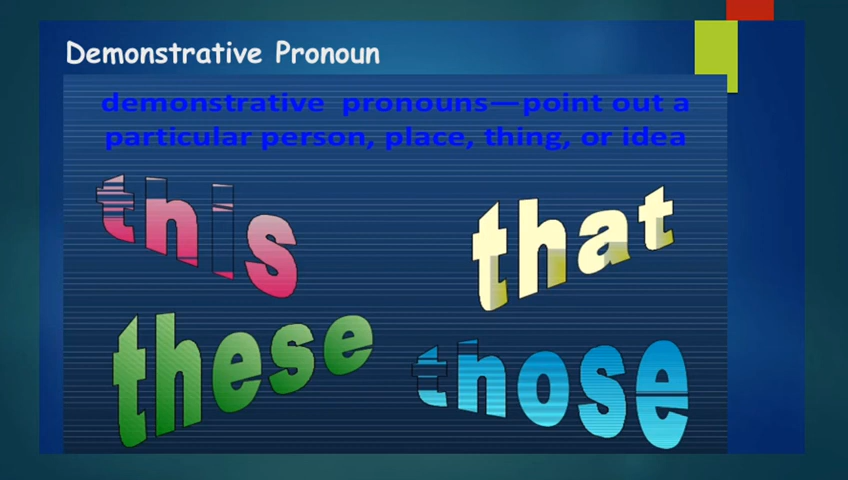 Demonstrative Pronoun
demonstrative pronouns—point out a
particular person, place, thing, or idea
this
that
these
those